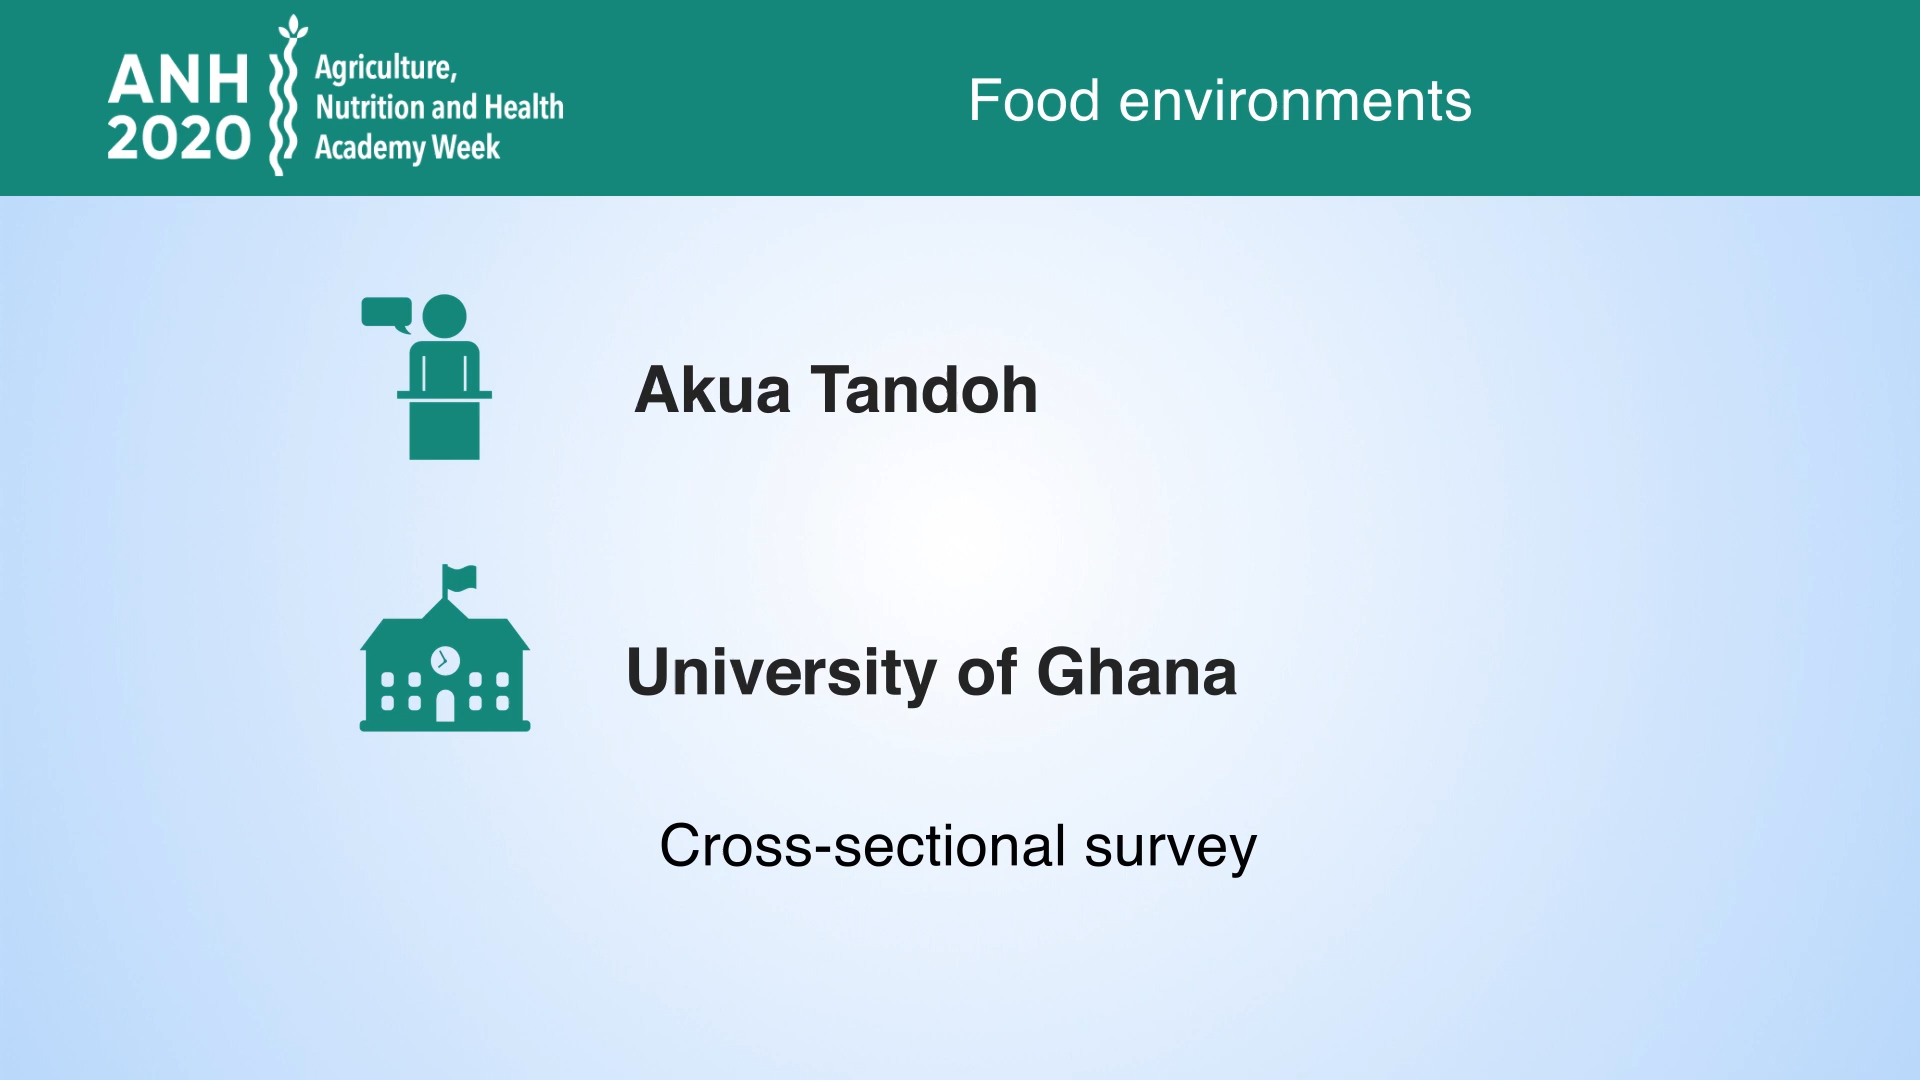 ANH
2020
Agriculture,
Nutrition and Health
Academy Week
Food environments
Akua Tandoh
University of Ghana
Cross-sectional survey